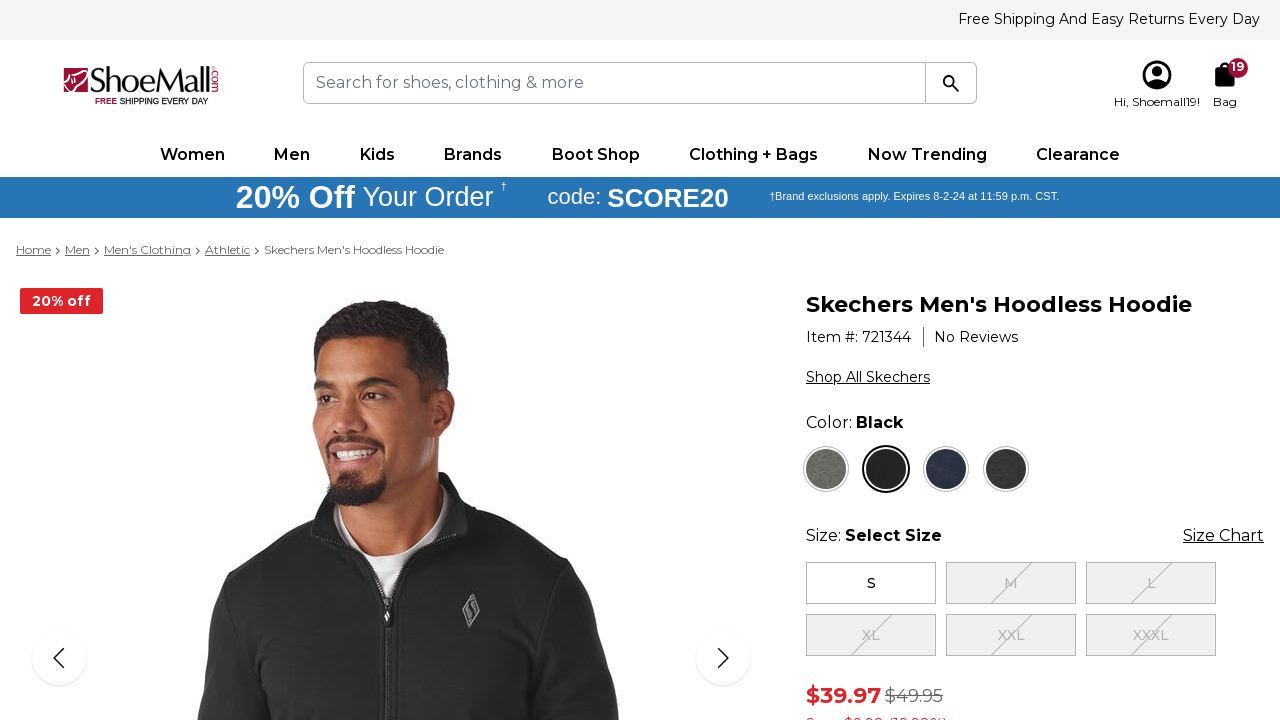 Free Shipping And Easy Returns Every Day
ShoeMall.com
FREE SHIPPING EVERY DAY
Search for shoes, clothing & more
Hi, Shoemall19!
19
Bag
Women
Men
Kids
Brands
Boot Shop
Clothing + Bags
Now Trending
Clearance
20% Off Your Order † code: SCORE20 †Brand exclusions apply. Expires 8-2-24 at 11:59 p.m. CST.
Home > Men > Men's Clothing > Athletic > Skechers Men's Hoodless Hoodie
20% off
Skechers Men's Hoodless Hoodie
Item #: 721344 | No Reviews
Shop All Skechers
Color: Black
Size: Select Size
Size Chart
S
M
L
XL
XXL
XXXL
$39.97 $49.95